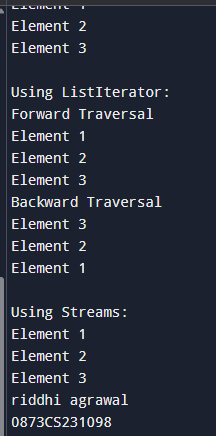 Element 1
Element 2
Element 3
Using ListIterator:
Forward Traversal
Element 1
Element 2
Element 3
Backward Traversal
Element 3
Element 2
Element 1
Using Streams:
Element 1
Element 2
Element 3
riddhi agrawal
0873CS231098